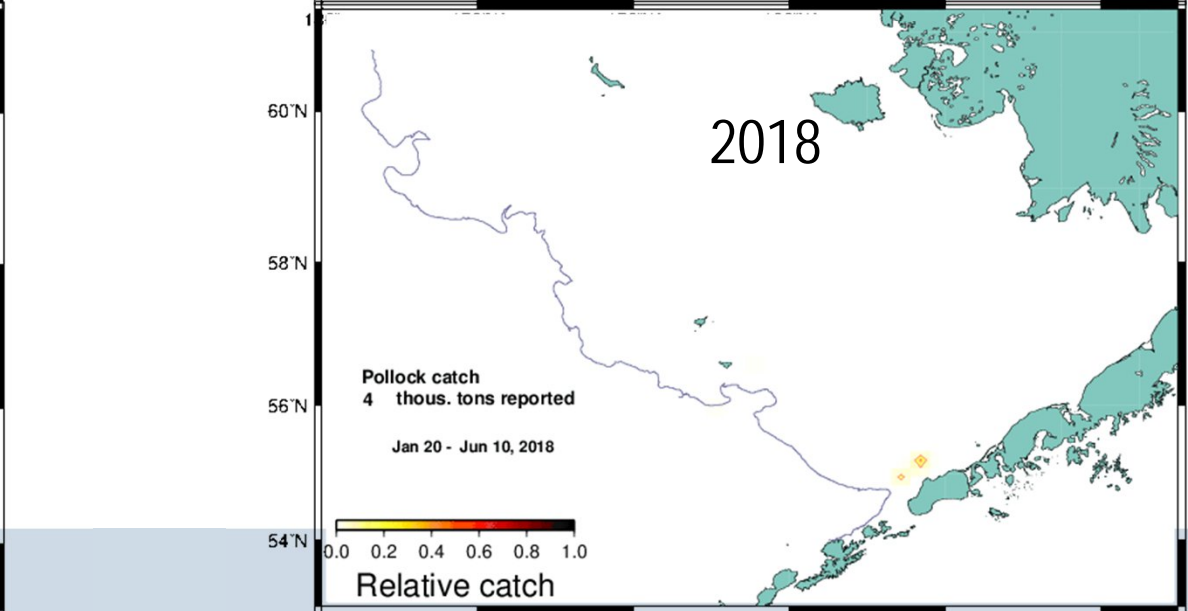 2018
60°N
58°N
56°N
54°N
Pollock catch
4 thous. tons reported
Jan 20 - Jun 10, 2018
0.0 0.2 0.4 0.6 0.8 1.0
Relative catch